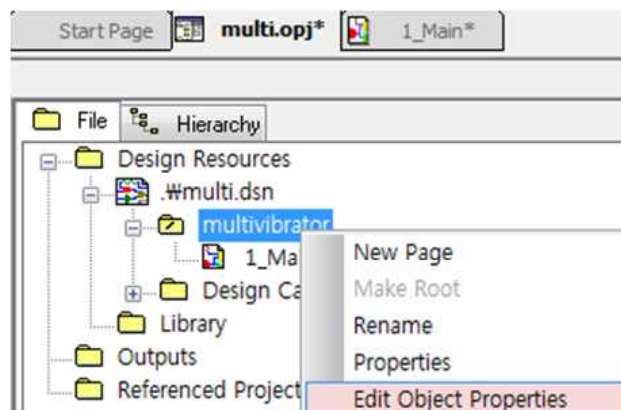 Start Page multi.opj* 1_Main*
File Hierarchy
Design Resources
.₩multi.dsn
multivibrator
1_Ma
Design Ca
Library
Outputs
Referenced Project
New Page
Make Root
Rename
Properties
Edit Object Properties